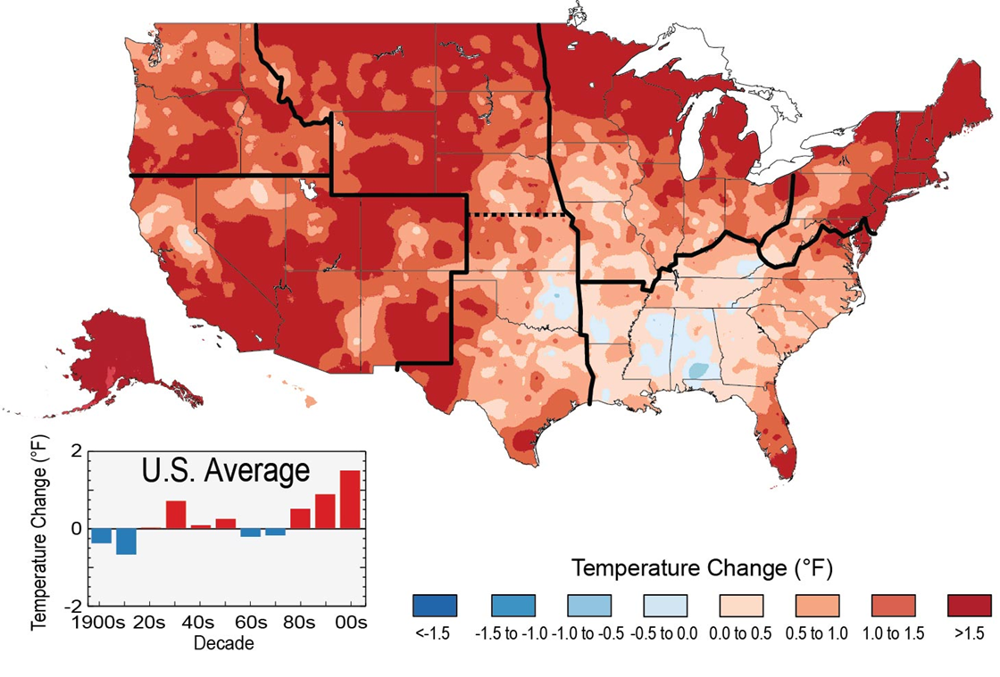 Temperature Change (°F)
2
0
-2
U.S. Average
1900s 20s 40s 60s 80s 00s
Decade
Temperature Change (°F)
<-1.5 -1.5 to -1.0 -1.0 to -0.5 -0.5 to 0.0 0.0 to 0.5 0.5 to 1.0 1.0 to 1.5 >1.5